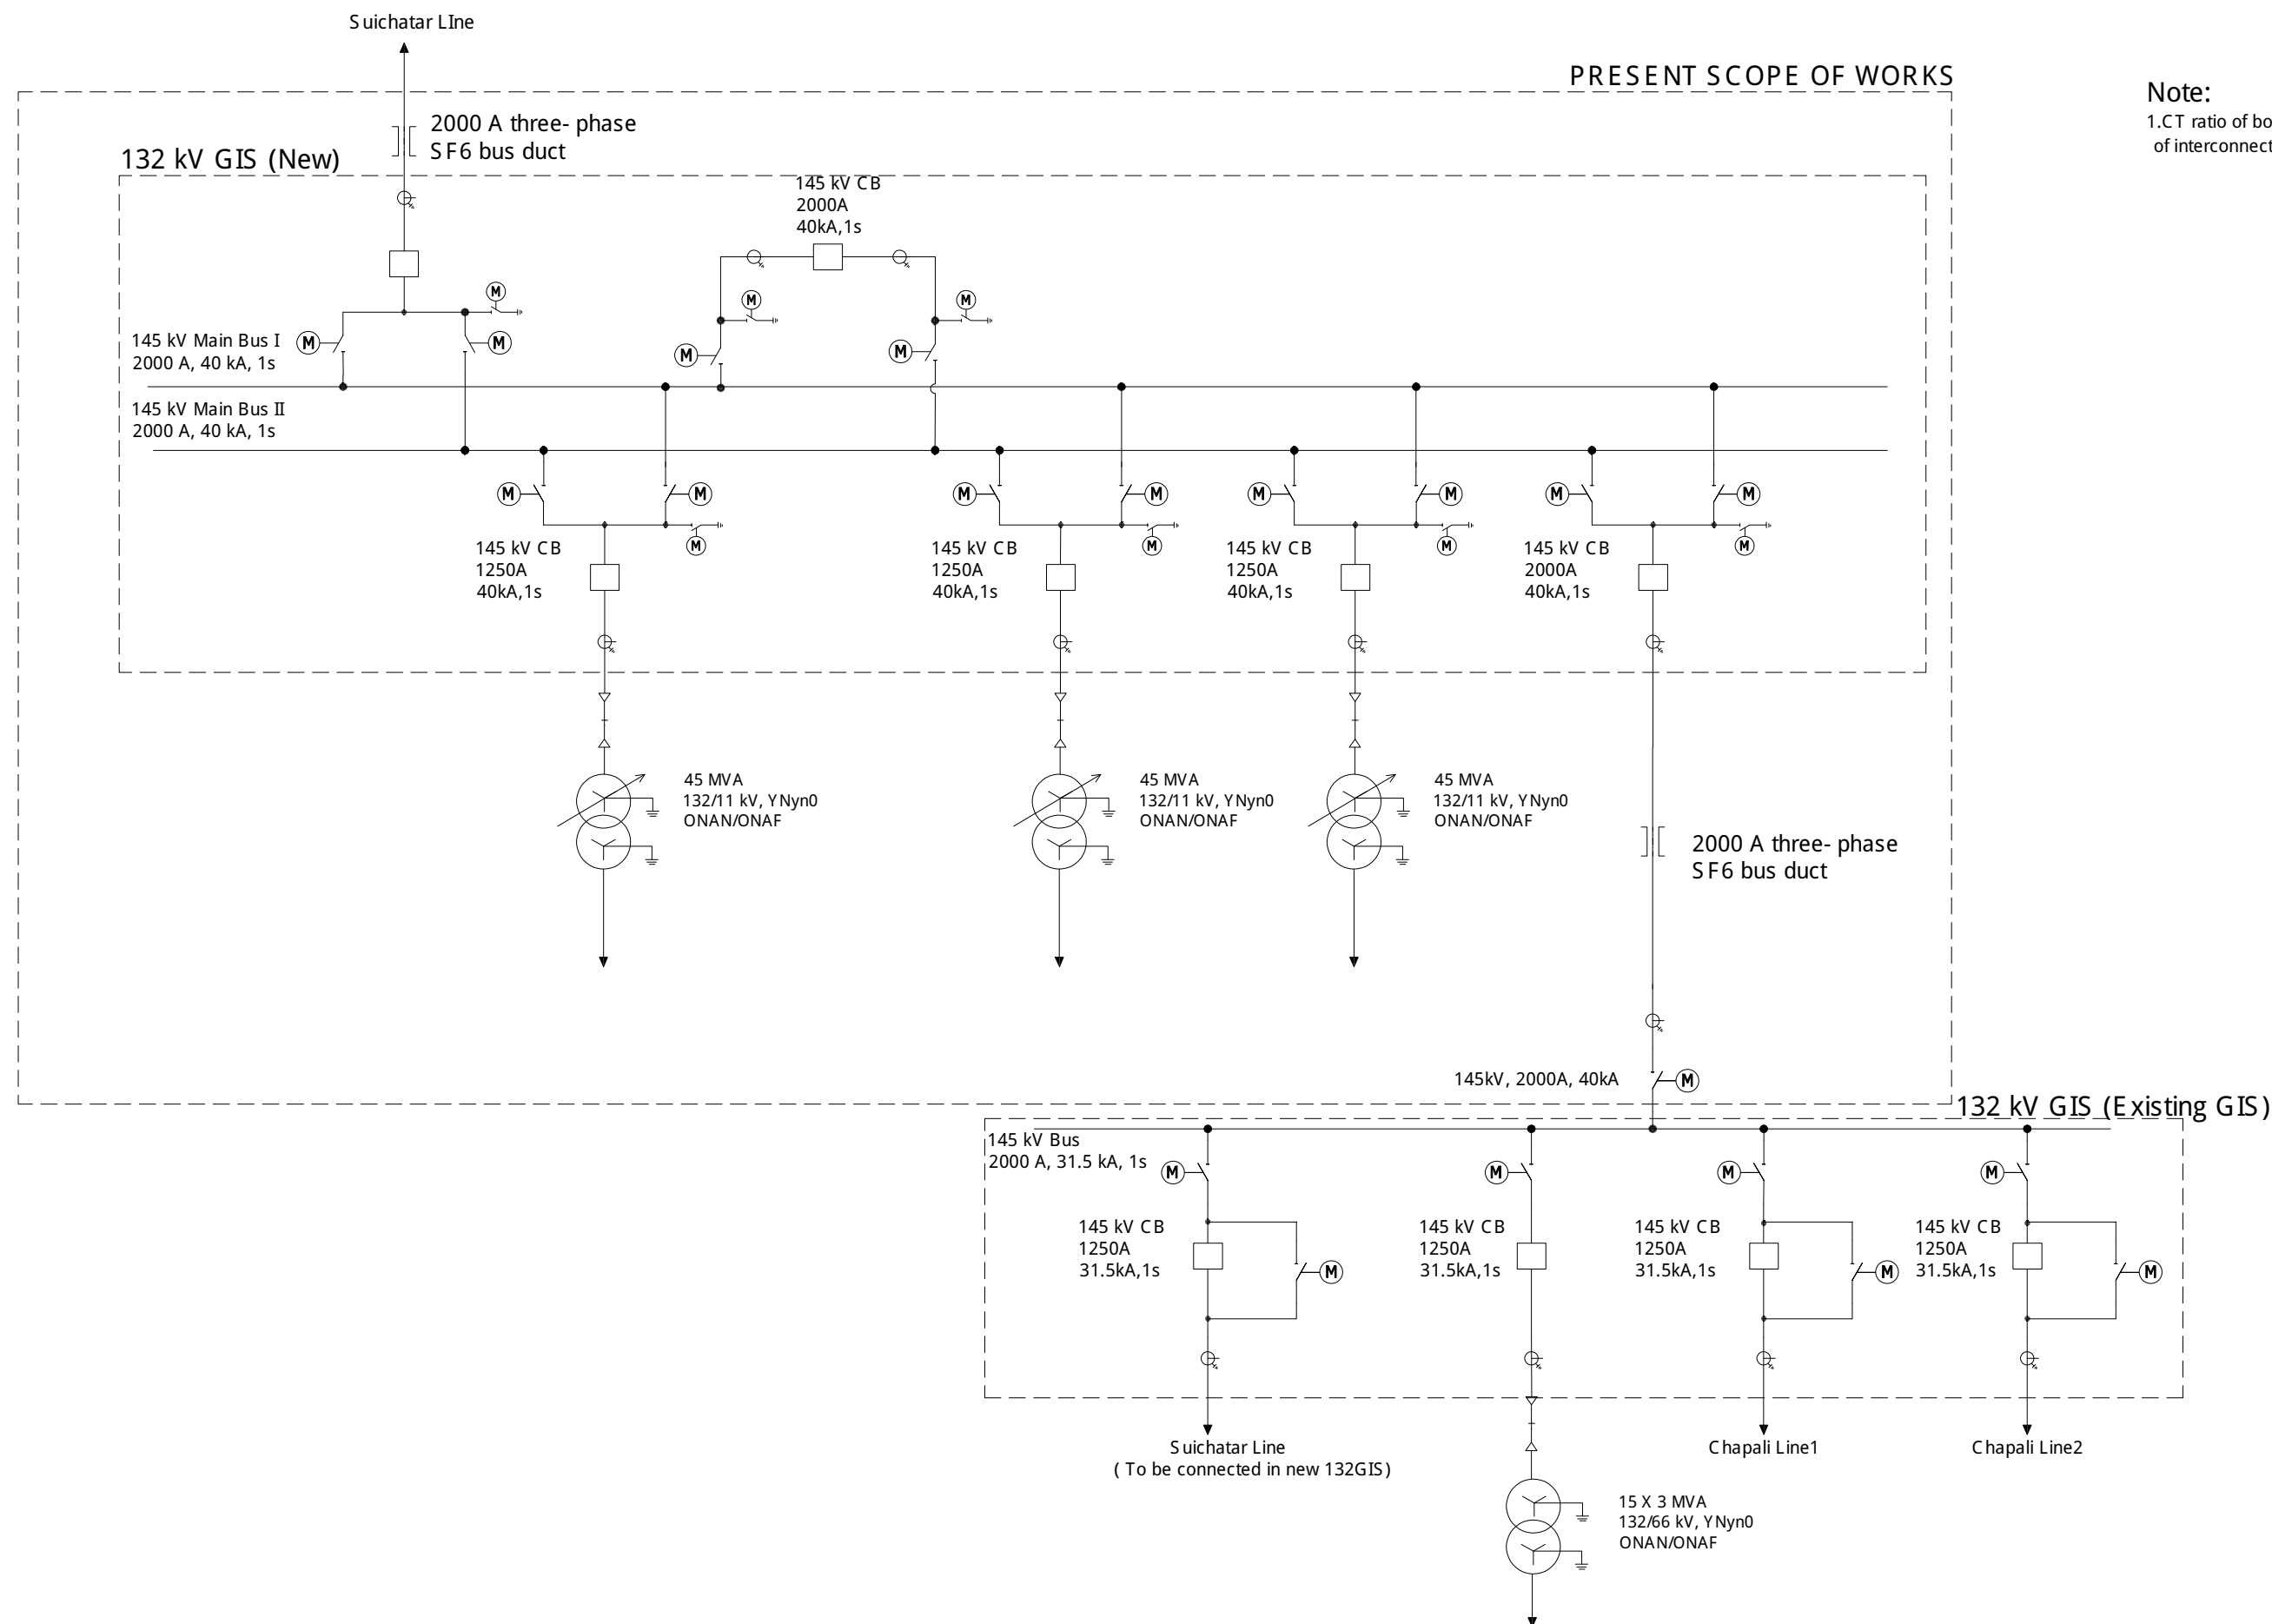 Suichatar LIne
PRESENT SCOPE OF WORKS
Note:
1.CT ratio of bo
of interconnect
2000 A three- phase
SF6 bus duct
132 kV GIS (New)
145 kV CB
2000A
40kA,1s
M
M
M
145 kV Main Bus I
2000 A, 40 kA, 1s
M
M
M
M
145 kV Main Bus II
2000 A, 40 kA, 1s
M
M
M
M
M
M
M
M
M
M
M
M
145 kV CB
1250A
40kA,1s
145 kV CB
1250A
40kA,1s
145 kV CB
1250A
40kA,1s
145 kV CB
2000A
40kA,1s
45 MVA
132/11 kV, YNyn0
ONAN/ONAF
45 MVA
132/11 kV, YNyn0
ONAN/ONAF
45 MVA
132/11 kV, YNyn0
ONAN/ONAF
2000 A three- phase
SF6 bus duct
145kV, 2000A, 40kA
M
132 kV GIS (Existing GIS)
145 kV Bus
2000 A, 31.5 kA, 1s
M
M
M
M
145 kV CB
1250A
31.5kA,1s
M
145 kV CB
1250A
31.5kA,1s
145 kV CB
1250A
31.5kA,1s
M
145 kV CB
1250A
31.5kA,1s
M
Suichatar Line
( To be connected in new 132GIS)
Chapali Line1
Chapali Line2
15 X 3 MVA
132/66 kV, YNyn0
ONAN/ONAF